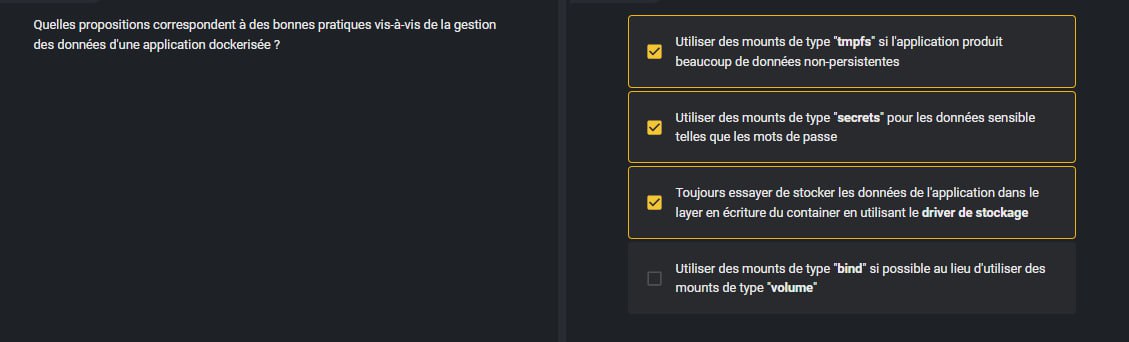 Quelles propositions correspondent à des bonnes pratiques vis-à-vis de la gestion
des données d'une application dockerisée ?
Utiliser des mounts de type "tmpfs" si l'application produit
beaucoup de données non-persistentes
Utiliser des mounts de type "secrets" pour les données sensible
telles que les mots de passe
Toujours essayer de stocker les données de l'application dans le
layer en écriture du container en utilisant le driver de stockage
Utiliser des mounts de type "bind" si possible au lieu d'utiliser des
mounts de type "volume"